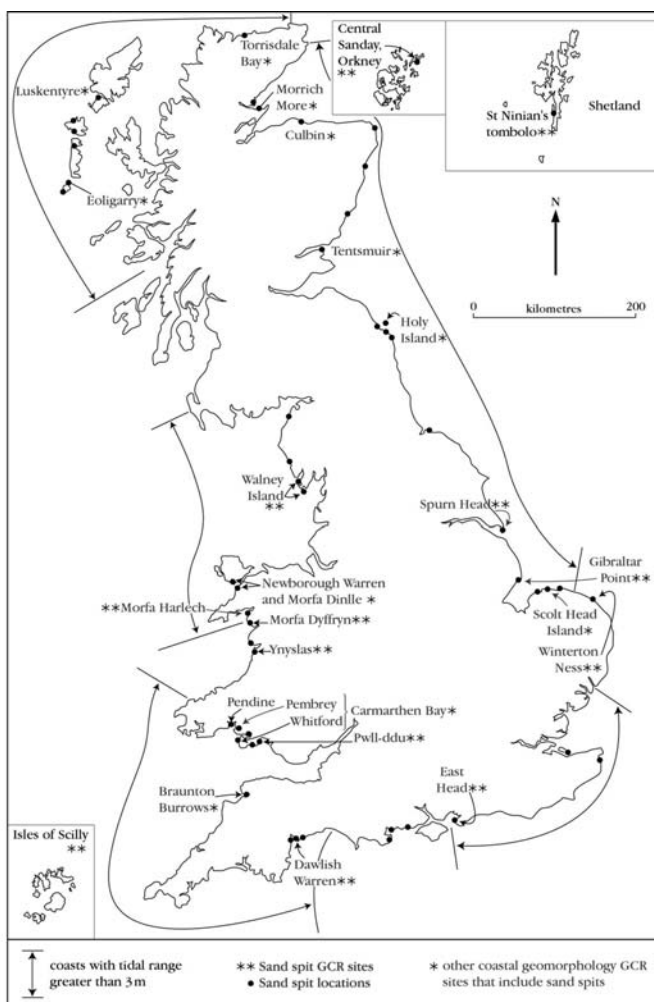 Torrisdale
Bay*
Central
Sanday,
Orkney
**
St Ninian's
tombolo**
Shetland
Luskentyre*
Morrich
More*
Culbin*
Eoligarry*
Tentsmuir*
N
0 kilometres 200
Holy
Island*
Walney
Island
**
Spurn Head**
Gibraltar
Point**
Newborough Warren
and Morfa Dinlle *
Scolt Head
Island*
**Morfa Harlech
Morfa Dyffryn**
Winterton
Ness**
Ynyslas**
Pendine
Pembrey
Whitford
Carmarthen Bay*
Pwll-ddu**
Braunton
Burrows*
East
Head**
Isles of Scilly
**
Dawlish
Warren**
coasts with tidal range
greater than 3 m
** Sand spit GCR sites
• Sand spit locations
* other coastal geomorphology GCR
sites that include sand spits